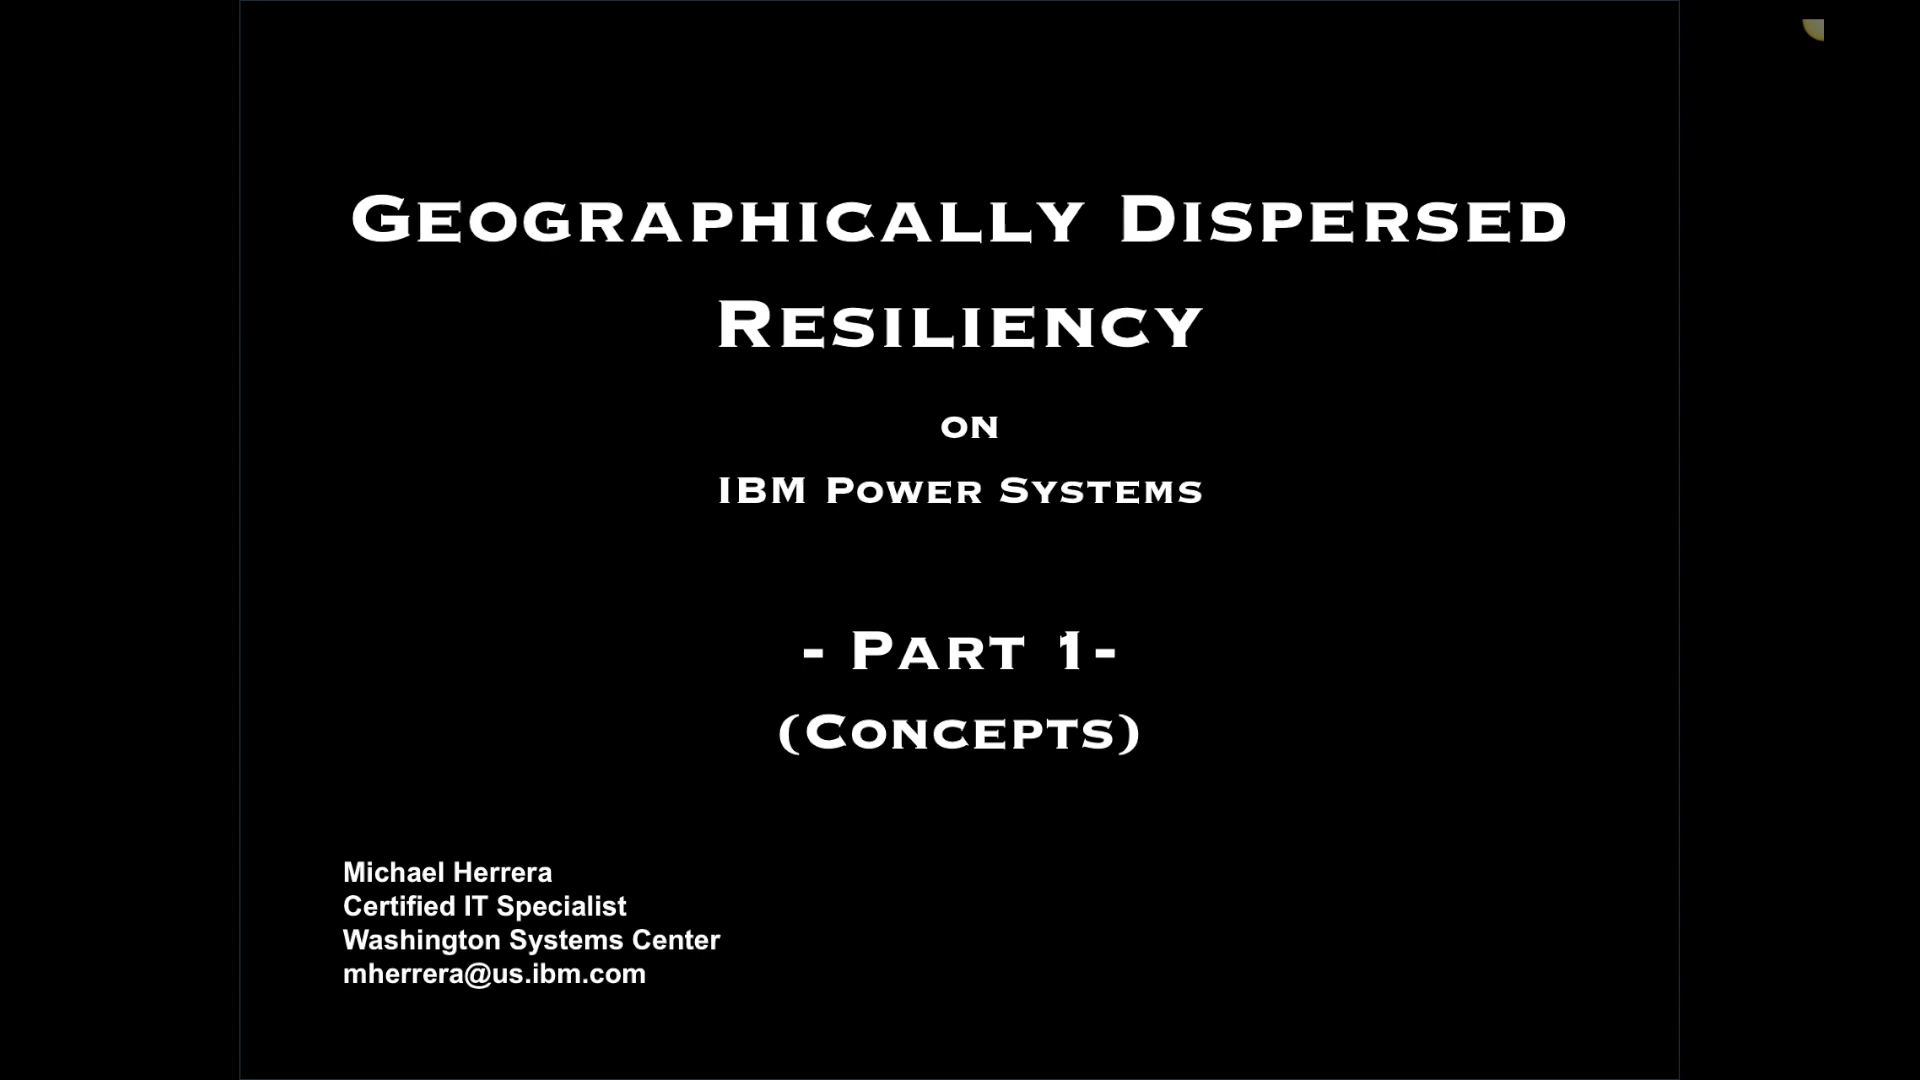 Geographically Dispersed
Resiliency
on
IBM Power Systems
- Part 1-
(Concepts)
Michael Herrera
Certified IT Specialist
Washington Systems Center
mherrera@us.ibm.com